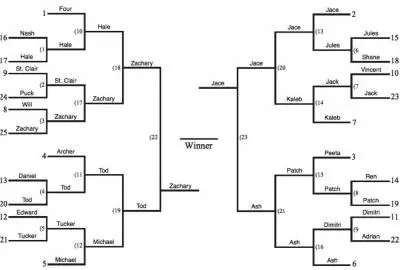 1 Four
16 Nash
(1)
17 Hale
Hale
(10)
Hale
9 St. Clair
(2)
24 Puck
St. Clair
(17)
8 Will
(3)
25 Zachary
Zachary
Zachary
(18)
Zachary
4 Archer
13 Daniel
(4)
20 Tod
Tod
(11)
Tod
12 Edward
(5)
21 Tucker
Tucker
(12)
5 Michael
Michael
(19)
Tod
(22)
Zachary
Winner
Jace
(23)
Jace 2
Jules 15
(6)
Shane 18
Jules
(13)
Jace
Vincent 10
(7)
Jack 23
Jack
(14)
Kaleb 7
Kaleb
(20)
Jace
Peeta 3
Ren 14
(8)
Patch 19
Patch
(15)
Patch
Dimitri 11
(9)
Adrian 22
Dimitri
(16)
Ash 6
Ash
(21)
Ash